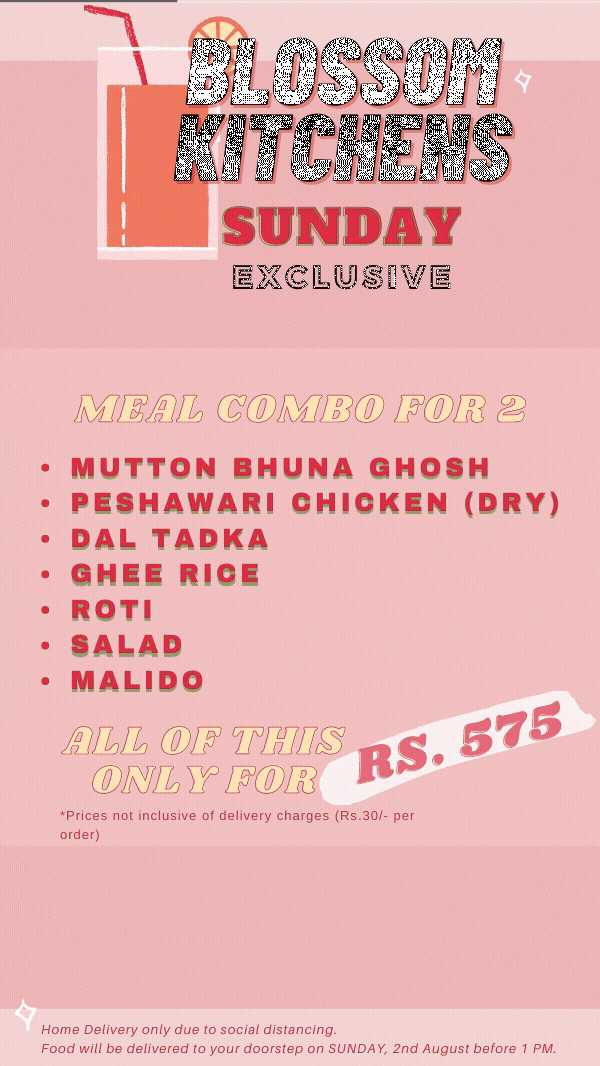 BLOSSOM
KITCHENS
SUNDAY
EXCLUSIVE
MEAL COMBO FOR 2
• MUTTON BHUNA GHOSH
• PESHAWARI CHICKEN (DRY)
• DAL TADKA
• GHEE RICE
• ROTI
• SALAD
• MALIDO
ALL OF THIS
ONLY FOR RS. 575
*Prices not inclusive of delivery charges (Rs.30/- per
order)
Home Delivery only due to social distancing.
Food will be delivered to your doorstep on SUNDAY, 2nd August before 1 PM.